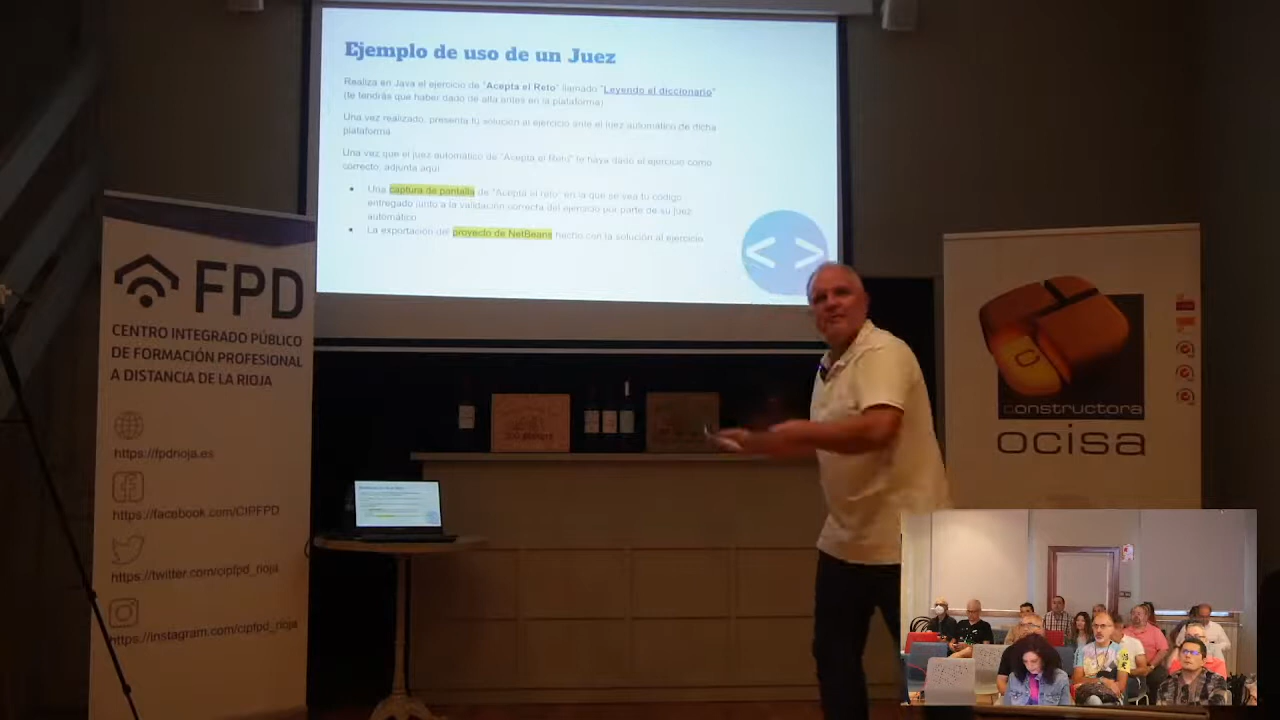 Ejemplo de uso de un Juez
Realiza en Java el ejercicio de "Acepta el Reto" llamado "Leyendo el diccionario"
(te tendrás que haber dado de alta antes en la plataforma)
Una vez realizado, presenta tu solución al ejercicio ante el juez automático de dicha
plataforma.
Una vez que el juez automático de "Acepta el Reto" te haya dado el ejercicio como
correcto, adjunta aquí:
• Una captura de pantalla de "Acepta el reto" en la que se vea tu código
entregado junto a la validación correcta del ejercicio por parte de su juez
automático.
• La exportación del proyecto de NetBeans hecho con la solución al ejercicio.
< >
FPD
CENTRO INTEGRADO PÚBLICO
DE FORMACIÓN PROFESIONAL
A DISTANCIA DE LA RIOJA
https://fpdrioja.es
https://facebook.com/CIPFPD
https://twitter.com/cipfpd_rioja
https://instagram.com/cipfpd_rioja
constructora
ocisa